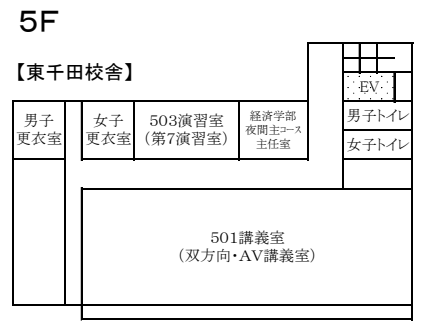 5F
【東千田校舎】
EV
男子
更衣室
女子
更衣室
503演習室
(第7演習室)
経済学部
夜間主コース
主任室
男子トイレ
女子トイレ
501講義室
(双方向・AV講義室)